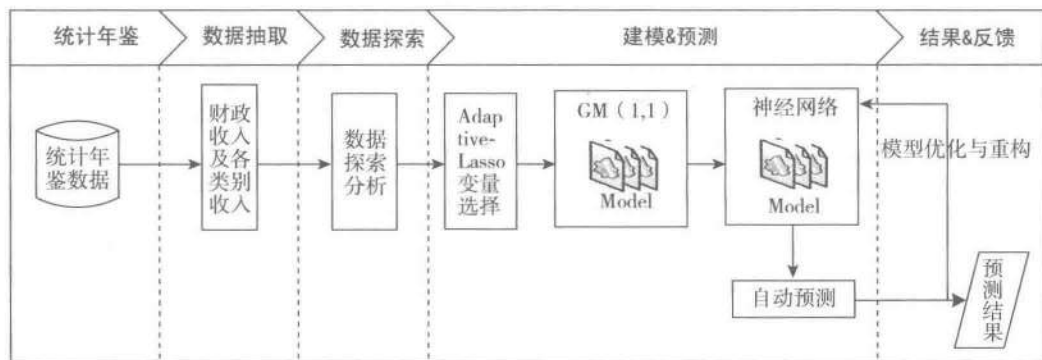 统计年鉴
数据抽取
数据探索
建模&预测
结果&反馈
统计年
鉴数据
财政
收入
及各
类别
收入
数据
探索
分析
Adap
tive-
Lasso
变量
选择
GM（1,1）
Model
神经网络
Model
模型优化与重构
自动预测
预
测
结
果